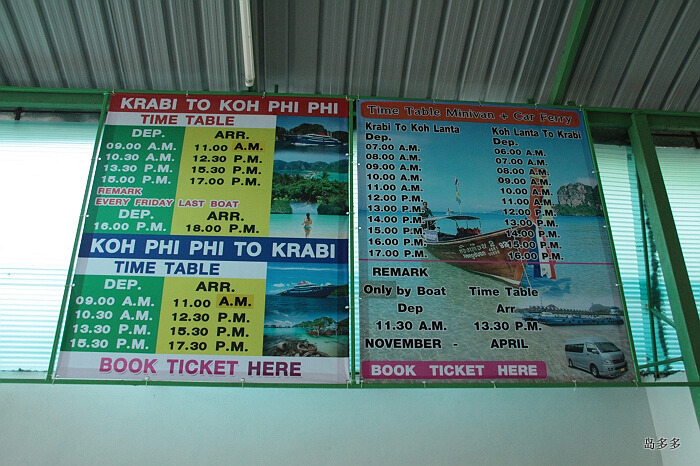 KRABI TO KOH PHI PHI
TIME TABLE
DEP. ARR.
09.00 A.M. 11.00 A.M.
10.30 A.M. 12.30 P.M.
13.30 P.M. 15.30 P.M.
15.00 P.M. 17.00 P.M.
REMARK
EVERY FRIDAY LAST BOAT
DEP. ARR.
16.00 P.M. 18.00 P.M.
KOH PHI PHI TO KRABI
TIME TABLE
DEP. ARR.
09.00 A.M. 11.00 A.M.
10.30 A.M. 12.30 P.M.
13.30 P.M. 15.30 P.M.
15.30 P.M. 17.30 P.M.
BOOK TICKET HERE
Time Table Minivan + Car Ferry
Krabi To Koh Lanta Koh Lanta To Krabi
Dep. Dep.
07.00 A.M. 06.00 A.M.
08.00 A.M. 07.00 A.M.
09.00 A.M. 08.00 A.M.
10.00 A.M. 09.00 A.M.
11.00 A.M. 10.00 A.M.
12.00 P.M. 11.00 A.M.
13.00 P.M. 12.00 P.M.
14.00 P.M. 13.00 P.M.
15.00 P.M. 14.00 P.M.
16.00 P.M. 15.00 P.M.
17.00 P.M. 16.00 P.M.
REMARK
Only by Boat Time Table
Dep Arr
11.30 A.M. 13.30 P.M.
NOVEMBER - APRIL
BOOK TICKET HERE
岛多多